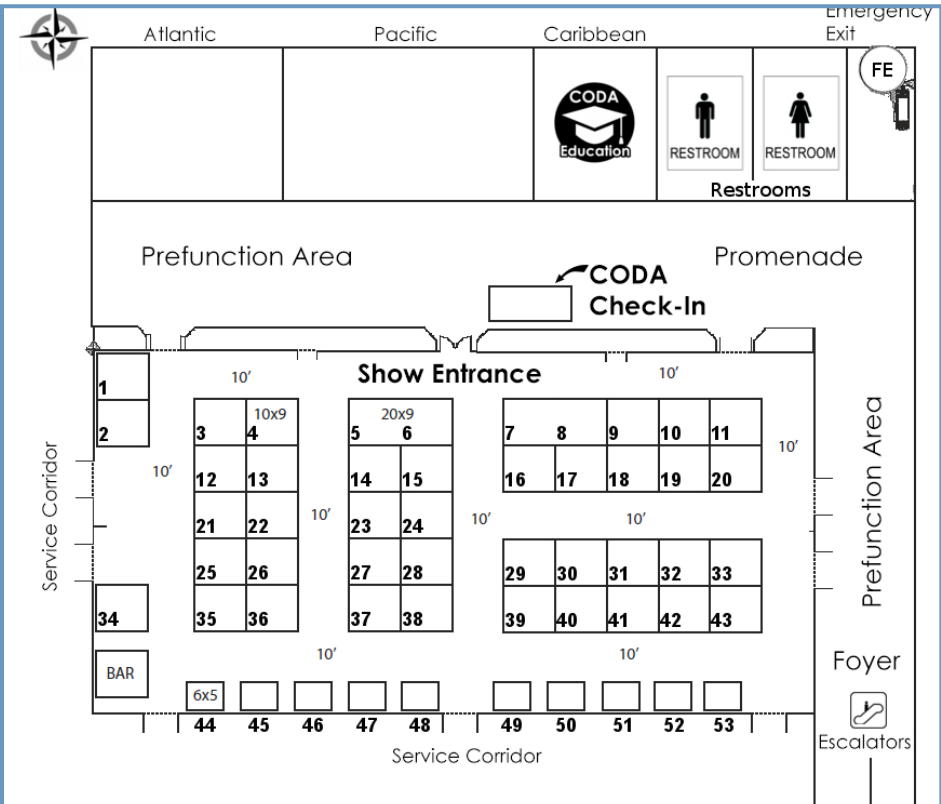 Emergency
Exit
Atlantic
Pacific
Caribbean
FE
CODA
Education
RESTROOM
RESTROOM
Restrooms
Prefunction Area
Promenade
CODA
Check-In
Show Entrance
10’
10’
1
10x9
20x9
2
3
4
5
6
7
8
9
10
11
10’
Prefunction Area
Service Corridor
10’
12
13
14
15
16
17
18
19
20
10’
10’
10’
21
22
23
24
25
26
27
28
29
30
31
32
33
34
35
36
37
38
39
40
41
42
43
10’
10’
BAR
Foyer
6x5
44
45
46
47
48
49
50
51
52
53
Escalators
Service Corridor